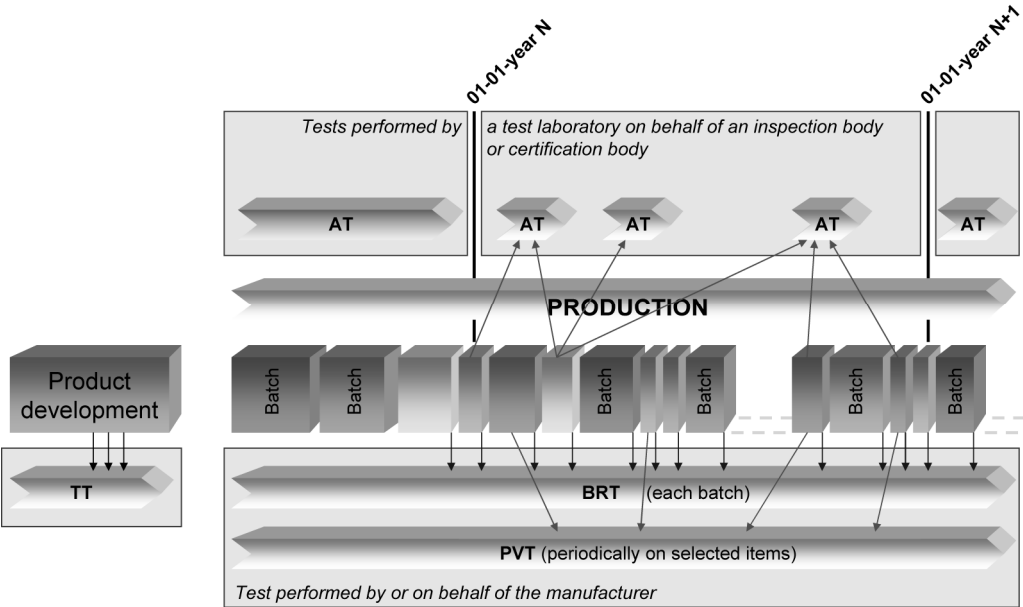 01-01-year N
01-01-year N+1
Tests performed by
a test laboratory on behalf of an inspection body
or certification body
AT
AT
AT
AT
AT
PRODUCTION
Product
development
Batch
Batch
Batch
Batch
Batch
Batch
TT
BRT (each batch)
PVT (periodically on selected items)
Test performed by or on behalf of the manufacturer